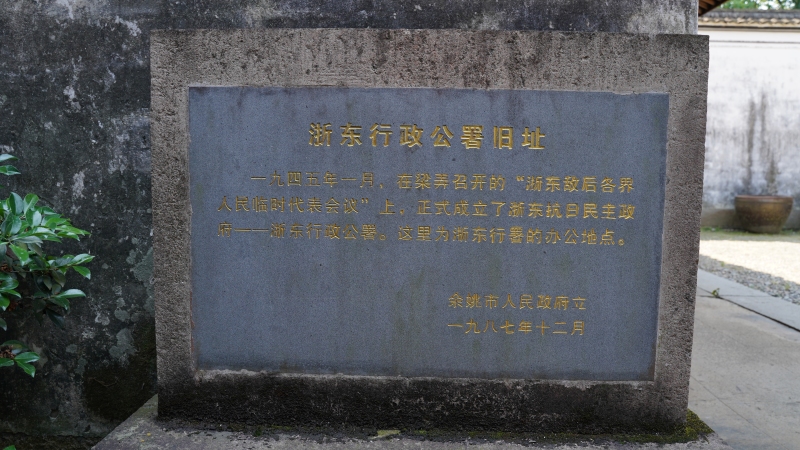 浙东行政公署旧址
一九四五年一月，在梁弄召开的“浙东敌后各界
人民临时代表会议”上，正式成立了浙东抗日民主政
府——浙东行政公署。这里为浙东行署的办公地点。
余姚市人民政府立
一九八七年十二月